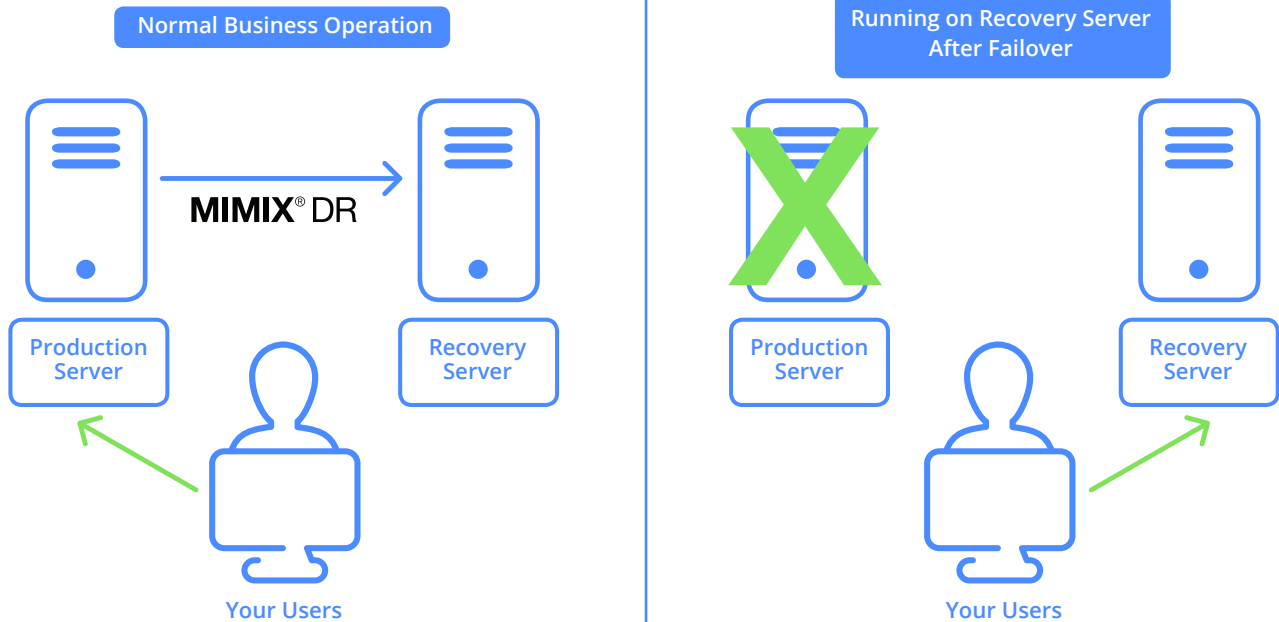 Normal Business Operation
MIMIX® DR
Production
Server
Recovery
Server
Your Users
Running on Recovery Server
After Failover
Production
Server
Recovery
Server
Your Users